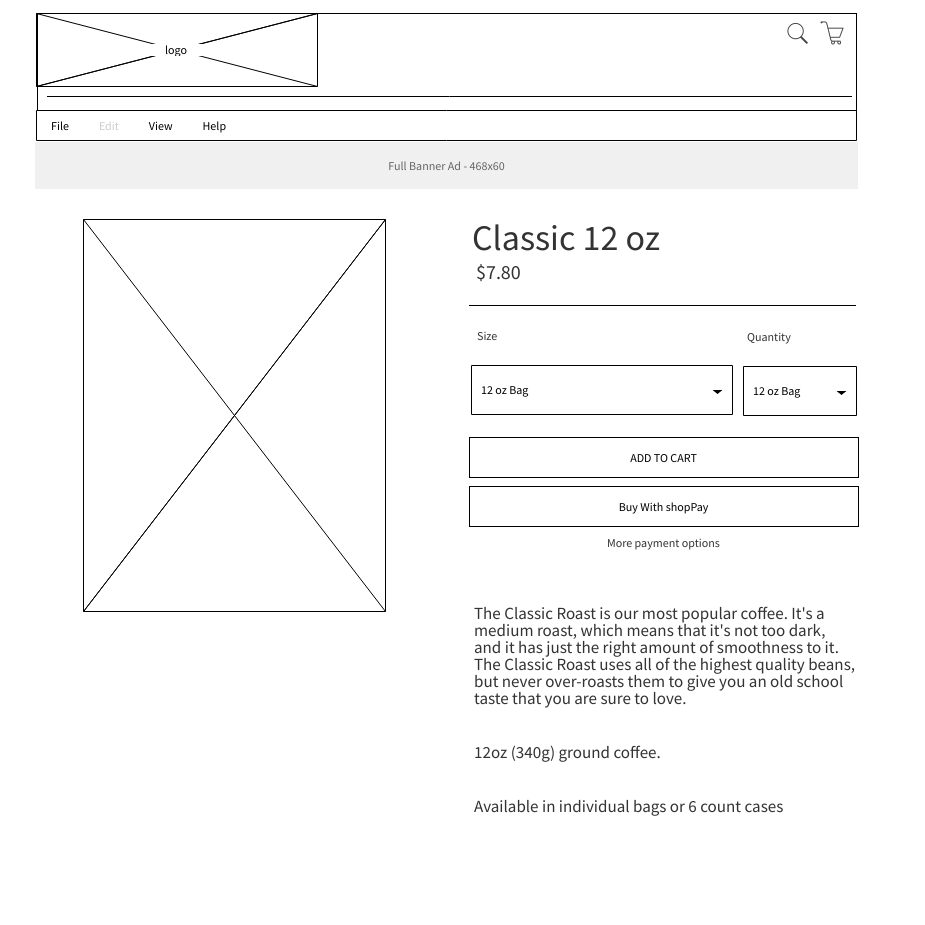 logo
File Edit View Help
Full Banner Ad - 468x60
Classic 12 oz
$7.80
Size Quantity
12 oz Bag 12 oz Bag
ADD TO CART
Buy With shopPay
More payment options
The Classic Roast is our most popular coffee. It's a
medium roast, which means that it's not too dark,
and it has just the right amount of smoothness to it.
The Classic Roast uses all of the highest quality beans,
but never over-roasts them to give you an old school
taste that you are sure to love.
12oz (340g) ground coffee.
Available in individual bags or 6 count cases